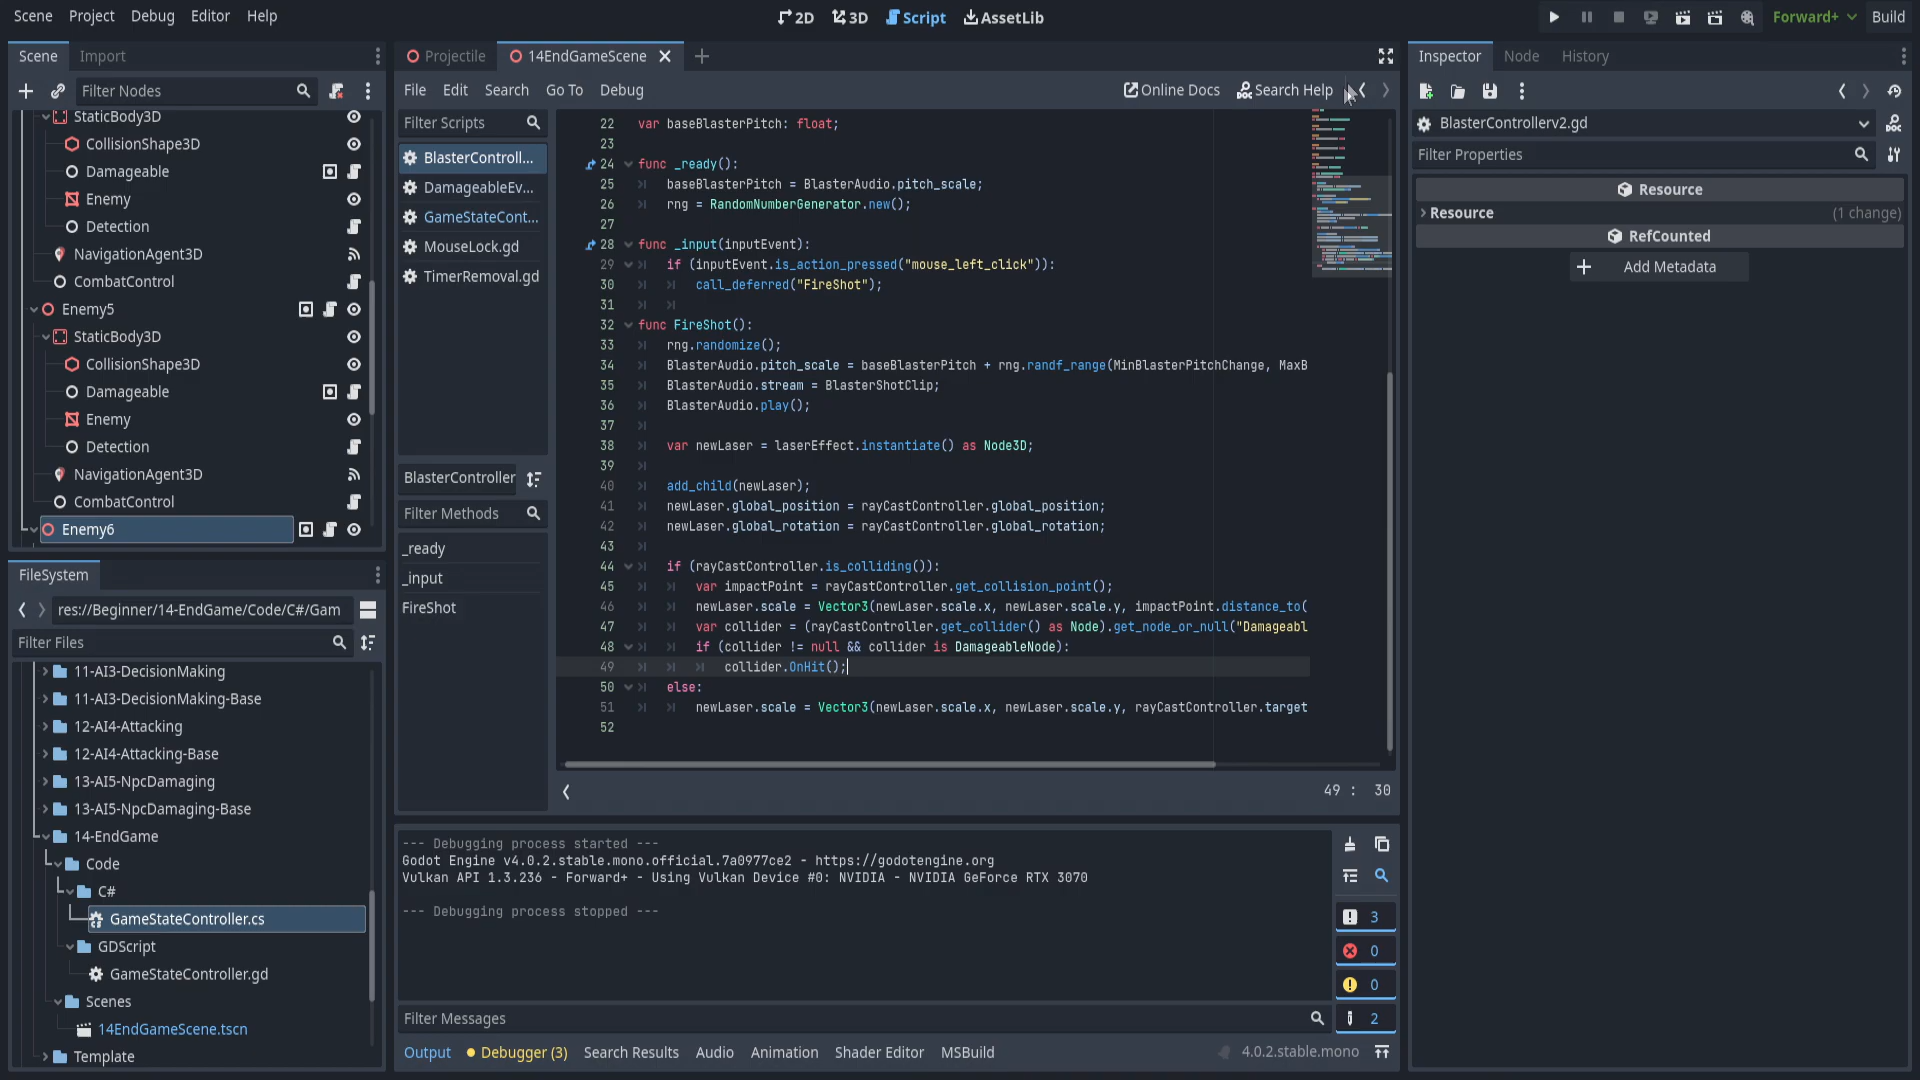 Scene Project Debug Editor Help
2D 3D Script AssetLib
Forward+ Build
Scene Import
Filter Nodes
StaticBody3D
CollisionShape3D
Damageable
Enemy
Detection
NavigationAgent3D
CombatControl
Enemy5
StaticBody3D
CollisionShape3D
Damageable
Enemy
Detection
NavigationAgent3D
CombatControl
Enemy6
FileSystem
res://Beginner/14-EndGame/Code/C#/Gam
Filter Files
11-AI3-DecisionMaking
11-AI3-DecisionMaking-Base
12-AI4-Attacking
12-AI4-Attacking-Base
13-AI5-NpcDamaging
13-AI5-NpcDamaging-Base
14-EndGame
Code
C#
GameStateController.cs
GDScript
GameStateController.gd
Scenes
14EndGameScene.tscn
Template
Projectile 14EndGameScene
File Edit Search Go To Debug
Online Docs Search Help
Filter Scripts
BlasterControll...
DamageableEv...
GameStateCont...
MouseLock.gd
TimerRemoval.gd
BlasterController
Filter Methods
_ready
_input
FireShot
22 var baseBlasterPitch: float;
23
24 func _ready():
25 baseBlasterPitch = BlasterAudio.pitch_scale;
26 rng = RandomNumberGenerator.new();
27
28 func _input(inputEvent):
29 if (inputEvent.is_action_pressed("mouse_left_click")):
30 call_deferred("FireShot");
31
32 func FireShot():
33 rng.randomize();
34 BlasterAudio.pitch_scale = baseBlasterPitch + rng.randf_range(MinBlasterPitchChange, MaxB
35 BlasterAudio.stream = BlasterShotClip;
36 BlasterAudio.play();
37
38 var newLaser = laserEffect.instantiate() as Node3D;
39
40 add_child(newLaser);
41 newLaser.global_position = rayCastController.global_position;
42 newLaser.global_rotation = rayCastController.global_rotation;
43
44 if (rayCastController.is_colliding()):
45 var impactPoint = rayCastController.get_collision_point();
46 newLaser.scale = Vector3(newLaser.scale.x, newLaser.scale.y, impactPoint.distance_to(
47 var collider = (rayCastController.get_collider() as Node).get_node_or_null("Damageabl
48 if (collider != null && collider is DamageableNode):
49 collider.OnHit();
50 else:
51 newLaser.scale = Vector3(newLaser.scale.x, newLaser.scale.y, rayCastController.target
52
49 : 30
--- Debugging process started ---
Godot Engine v4.0.2.stable.mono.official.7a0977ce2 - https://godotengine.org
Vulkan API 1.3.236 - Forward+ - Using Vulkan Device #0: NVIDIA - NVIDIA GeForce RTX 3070
--- Debugging process stopped ---
3
0
0
2
Filter Messages
Output Debugger (3) Search Results Audio Animation Shader Editor MSBuild
4.0.2.stable.mono
Inspector Node History
BlasterControllerv2.gd
Filter Properties
Resource
Resource (1 change)
RefCounted
Add Metadata